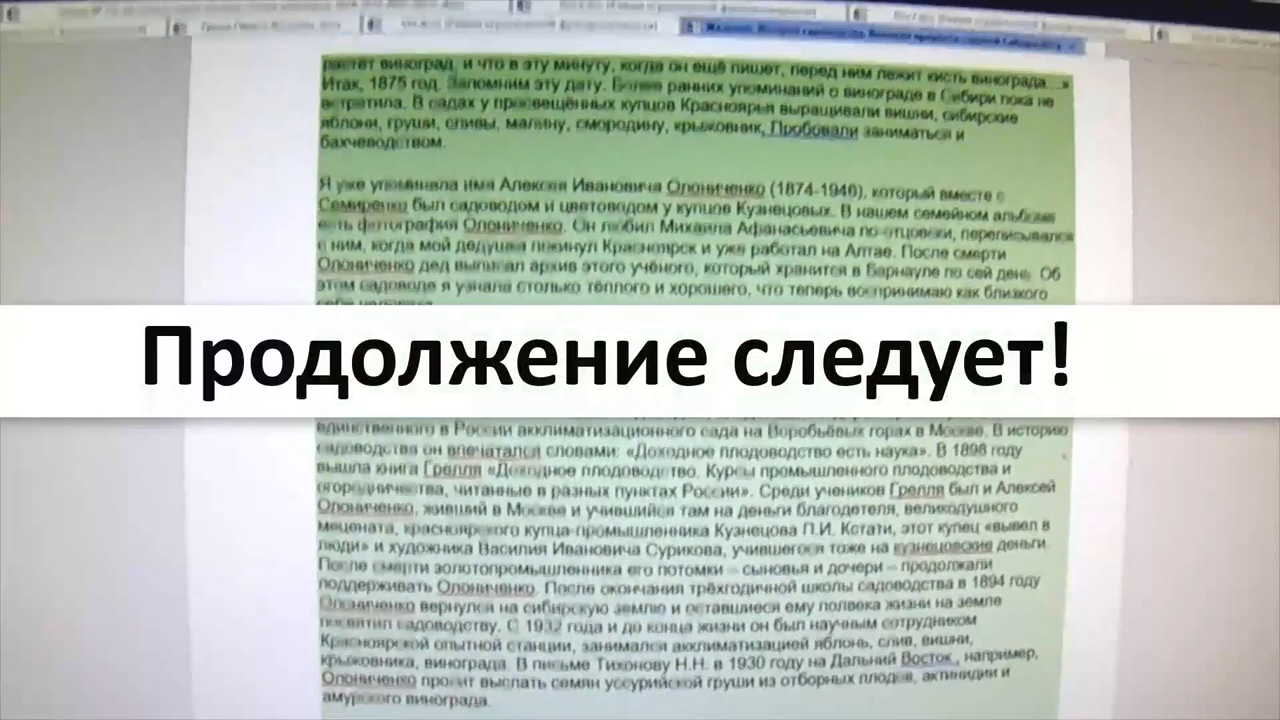 растёт виноград, и что в эту минуту, когда он ещё пишет, перед ним лежит кисть винограда...»
Итак, 1875 год. Запомним эту дату. Более ранних упоминаний о винограде в Сибири пока не
встретила. В садах у просвещённых купцов Красноярья выращивали вишни, сибирские
яблони, груши, сливы, малину, смородину, крыжовник, Пробовали заниматься и
бахчеводством.
Я уже упоминала имя Алексея Ивановича Олониченко (1874-1946), который вместе с
Семиренко был садоводом и цветоводом у купцов Кузнецовых. В нашем семейном альбоме
есть фотография Олониченко. Он любил Михаила Афанасьевича по-отцовски, переписывался
с ним, когда мой дедушка покинул Красноярск и уже работал на Алтае. После смерти
Олониченко дед выписал архив этого учёного, который хранится в Барнауле по сей день. Об
этом садоводе я узнала столько тёплого и хорошего, что теперь воспринимаю как близкого
себе человека.
Продолжение следует!
единственного в России акклиматизационного сада на Воробьёвых горах в Москве. В историю
садоводства он впечатался словами: «Доходное плодоводство есть наука». В 1898 году
вышла книга Грелля «Доходное плодоводство. Курсы промышленного плодоводства и
огородничества, читанные в разных пунктах России». Среди учеников Грелля был и Алексей
Олониченко, живший в Москве и учившийся там на деньги благодетеля, великодушного
мецената, красноярского купца-промышленника Кузнецова П.И. Кстати, этот купец «вывел в
люди» и художника Василия Ивановича Сурикова, учившегося тоже на кузнецовские деньги.
После смерти золотопромышленника его потомки – сыновья и дочери – продолжали
поддерживать Олониченко. После окончания трёхгодичной школы садоводства в 1894 году
Олониченко вернулся на сибирскую землю и оставшиеся ему полвека жизни на земле
посвятил садоводству. С 1932 года и до конца жизни он был научным сотрудником
Красноярской опытной станции, занимался акклиматизацией яблонь, слив, вишни,
крыжовника, винограда. В письме Тихонову Н.Н. в 1930 году на Дальний Восток , например,
Олониченко просит выслать семян уссурийской груши из отборных плодов, актинидии и
амурского винограда.